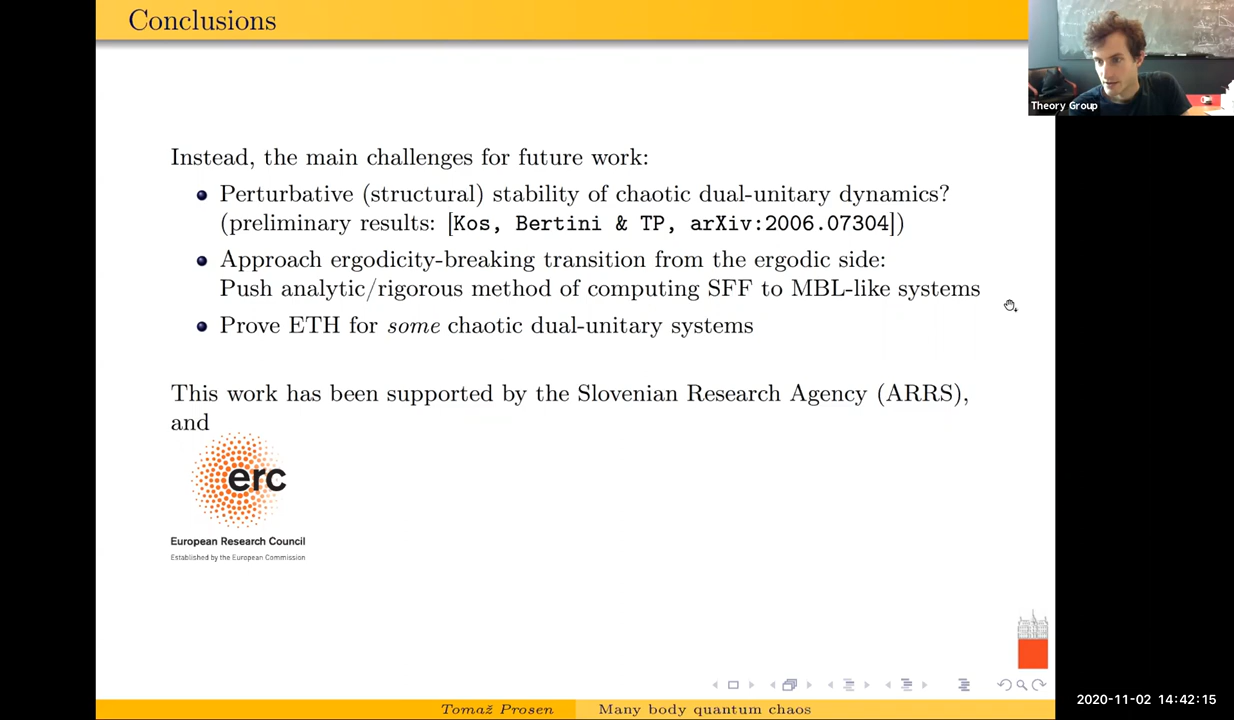 Conclusions
Theory Group
Instead, the main challenges for future work:
Perturbative (structural) stability of chaotic dual-unitary dynamics?
(preliminary results: [Kos, Bertini & TP, arXiv:2006.07304])
Approach ergodicity-breaking transition from the ergodic side:
Push analytic/rigorous method of computing SFF to MBL-like systems
Prove ETH for some chaotic dual-unitary systems
This work has been supported by the Slovenian Research Agency (ARRS),
and
erc
European Research Council
Established by the European Commission
Tomaž Prosen
Many body quantum chaos
2020-11-02 14:42:15